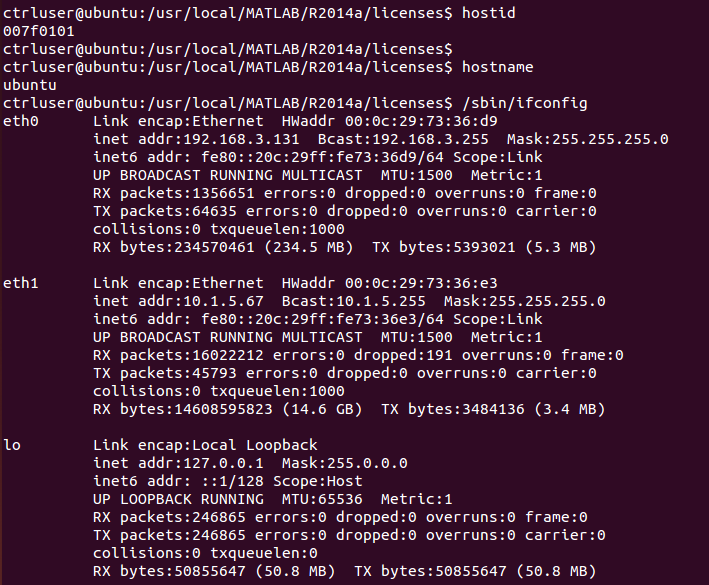 ctrluser@ubuntu:/usr/local/MATLAB/R2014a/licenses$ hostid
007f0101
ctrluser@ubuntu:/usr/local/MATLAB/R2014a/licenses$
ctrluser@ubuntu:/usr/local/MATLAB/R2014a/licenses$ hostname
ubuntu
ctrluser@ubuntu:/usr/local/MATLAB/R2014a/licenses$ /sbin/ifconfig
eth0      Link encap:Ethernet  HWaddr 00:0c:29:73:36:d9
          inet addr:192.168.3.131  Bcast:192.168.3.255  Mask:255.255.255.0
          inet6 addr: fe80::20c:29ff:fe73:36d9/64 Scope:Link
          UP BROADCAST RUNNING MULTICAST  MTU:1500  Metric:1
          RX packets:1356651 errors:0 dropped:0 overruns:0 frame:0
          TX packets:64635 errors:0 dropped:0 overruns:0 carrier:0
          collisions:0 txqueuelen:1000
          RX bytes:234570461 (234.5 MB)  TX bytes:5393021 (5.3 MB)

eth1      Link encap:Ethernet  HWaddr 00:0c:29:73:36:e3
          inet addr:10.1.5.67  Bcast:10.1.5.255  Mask:255.255.255.0
          inet6 addr: fe80::20c:29ff:fe73:36e3/64 Scope:Link
          UP BROADCAST RUNNING MULTICAST  MTU:1500  Metric:1
          RX packets:16022212 errors:0 dropped:191 overruns:0 frame:0
          TX packets:45793 errors:0 dropped:0 overruns:0 carrier:0
          collisions:0 txqueuelen:1000
          RX bytes:14608595823 (14.6 GB)  TX bytes:3484136 (3.4 MB)

lo        Link encap:Local Loopback
          inet addr:127.0.0.1  Mask:255.0.0.0
          inet6 addr: ::1/128 Scope:Host
          UP LOOPBACK RUNNING  MTU:65536  Metric:1
          RX packets:246865 errors:0 dropped:0 overruns:0 frame:0
          TX packets:246865 errors:0 dropped:0 overruns:0 carrier:0
          collisions:0 txqueuelen:0
          RX bytes:50855647 (50.8 MB)  TX bytes:50855647 (50.8 MB)